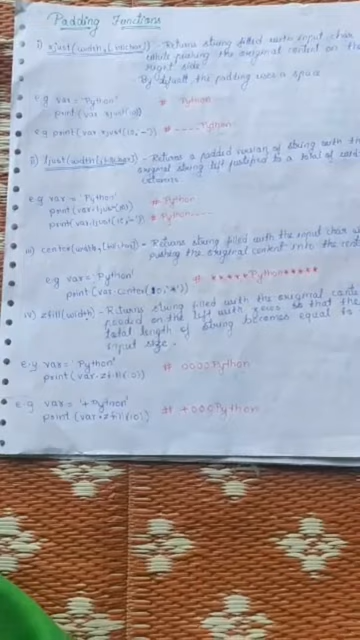 Padding Functions
i) rjust(width[,fillchar]) - Returns string filled with input char
while pushing the original content on the
right side
By default the padding uses a space
e.g var = 'Python'
print(var.rjust(10)) # Python
e.g print(var.rjust(10,'-')) # ----Python
ii) ljust(width[,fillchar]) - Returns a padded version of string with the
original string left justified to a total of
columns
e.g var = 'Python'
print(var.ljust(10)) # Python
print(var.ljust(10,'-')) # Python----
iii) center(width[,fillchar]) - Returns string filled with the input char
pushing the original content into the
e.g var = 'Python'
print(var.center( ,'*')) # *****Python*****
iv) zfill(width) - Returns string filled with the original
padded on the left with zeros so that the
total length of string becomes equal to
input size.
e.g var = 'Python'
print(var.zfill(10)) # 0000Python
e.g var = '+Python'
print(var.zfill(10)) # +000Python